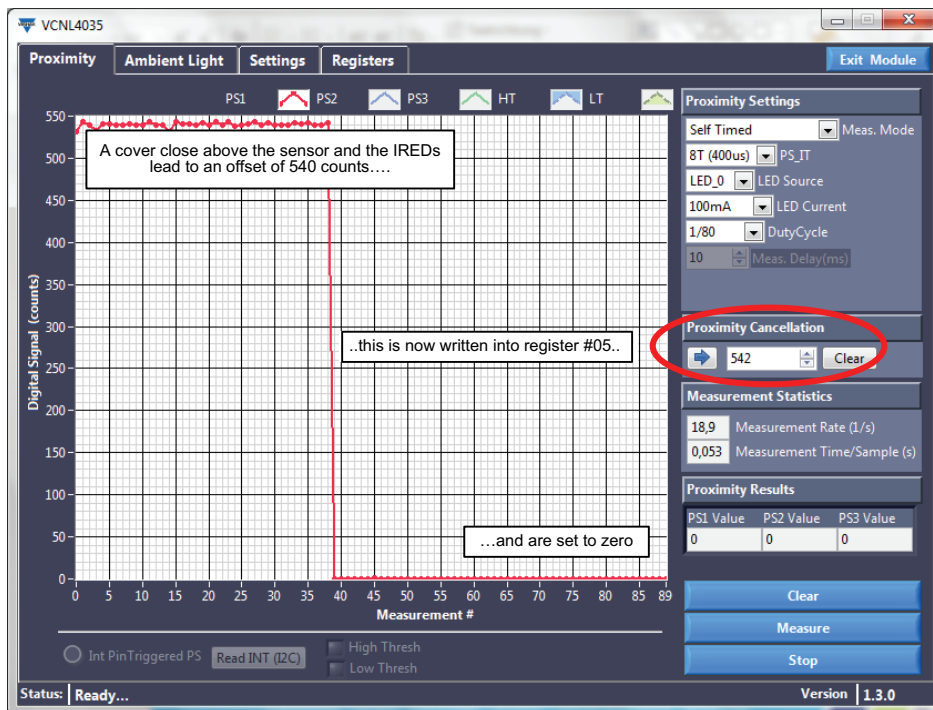 VCNL4035
Proximity
Ambient Light
Settings
Registers
Exit Module
PS1
PS2
PS3
HT
LT
550
500
450
400
350
300
250
200
150
100
50
0
Digital Signal (counts)
A cover close above the sensor and the IREDs
lead to an offset of 540 counts....
..this is now written into register #05..
...and are set to zero
0 5 10 15 20 25 30 35 40 45 50 55 60 65 70 75 80 85 89
Measurement #
Int PinTriggered PS
Read INT (I2C)
High Thresh
Low Thresh
Proximity Settings
Self Timed Meas. Mode
8T (400us) PS_IT
LED_0 LED Source
100mA LED Current
1/80 DutyCycle
10 Meas. Delay(ms)
Proximity Cancellation
542 Clear
Measurement Statistics
18,9 Measurement Rate (1/s)
0,053 Measurement Time/Sample (s)
Proximity Results
PS1 Value PS2 Value PS3 Value
0 0 0
Clear
Measure
Stop
Status: Ready...
Version 1.3.0